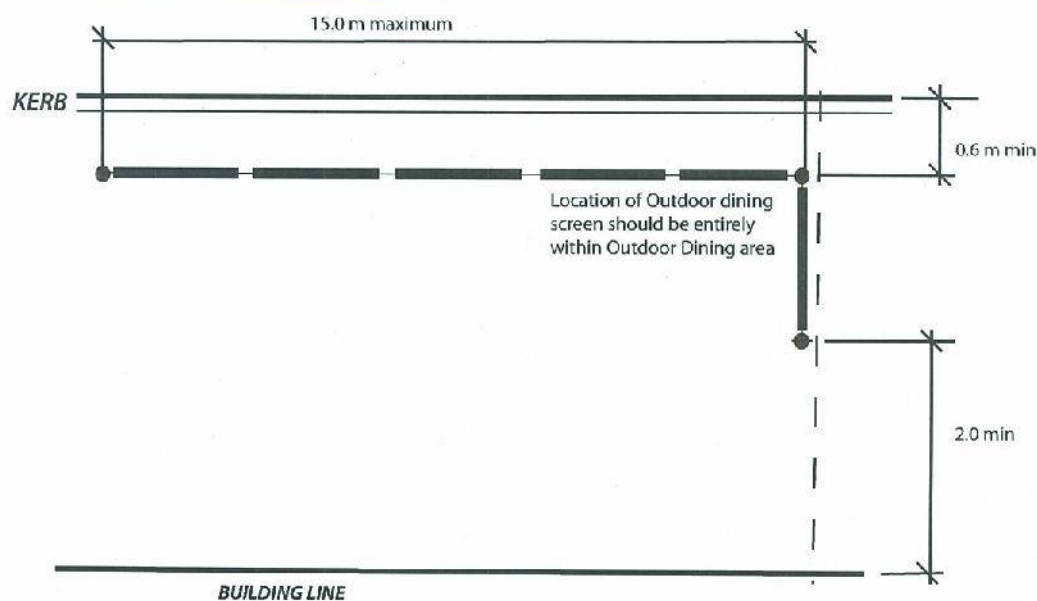 15.0 m maximum
KERB
0.6 m min
Location of Outdoor dining
screen should be entirely
within Outdoor Dining area
2.0 min
BUILDING LINE